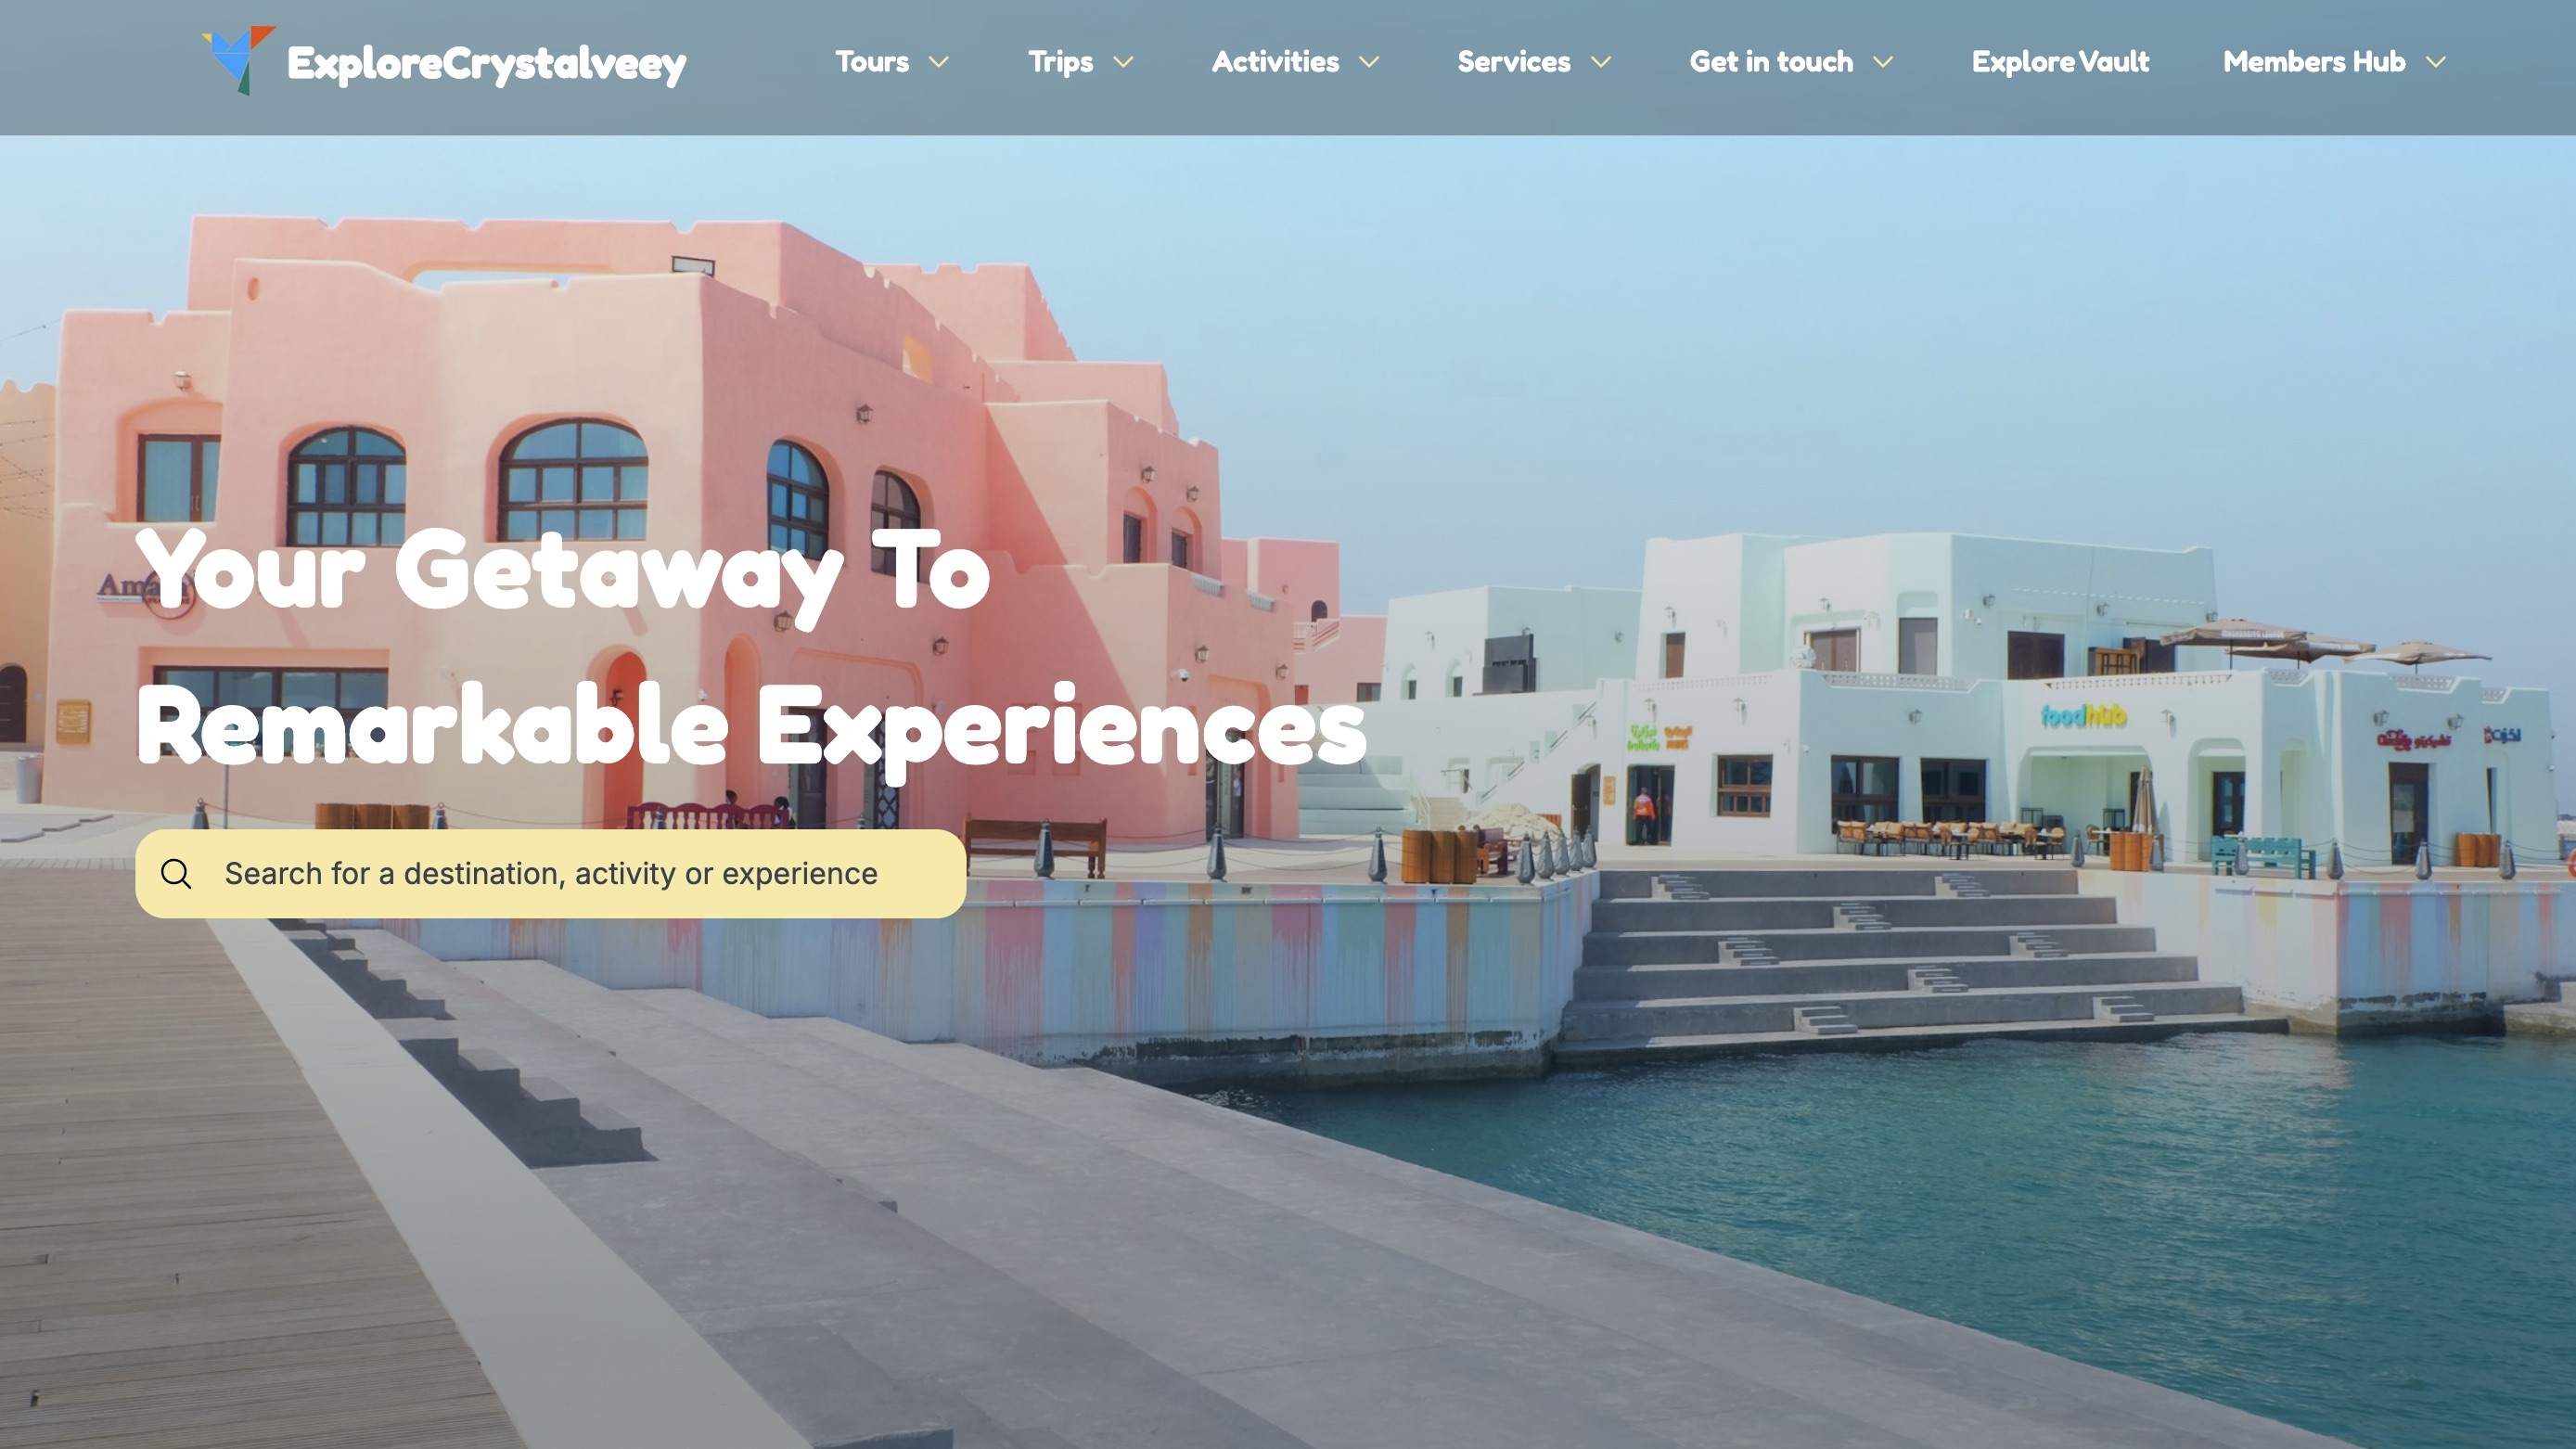 ExploreCrystalveey
Tours
Trips
Activities
Services
Get in touch
Explore Vault
Members Hub
Your Getaway To
Remarkable Experiences
Search for a destination, activity or experience
foodhub